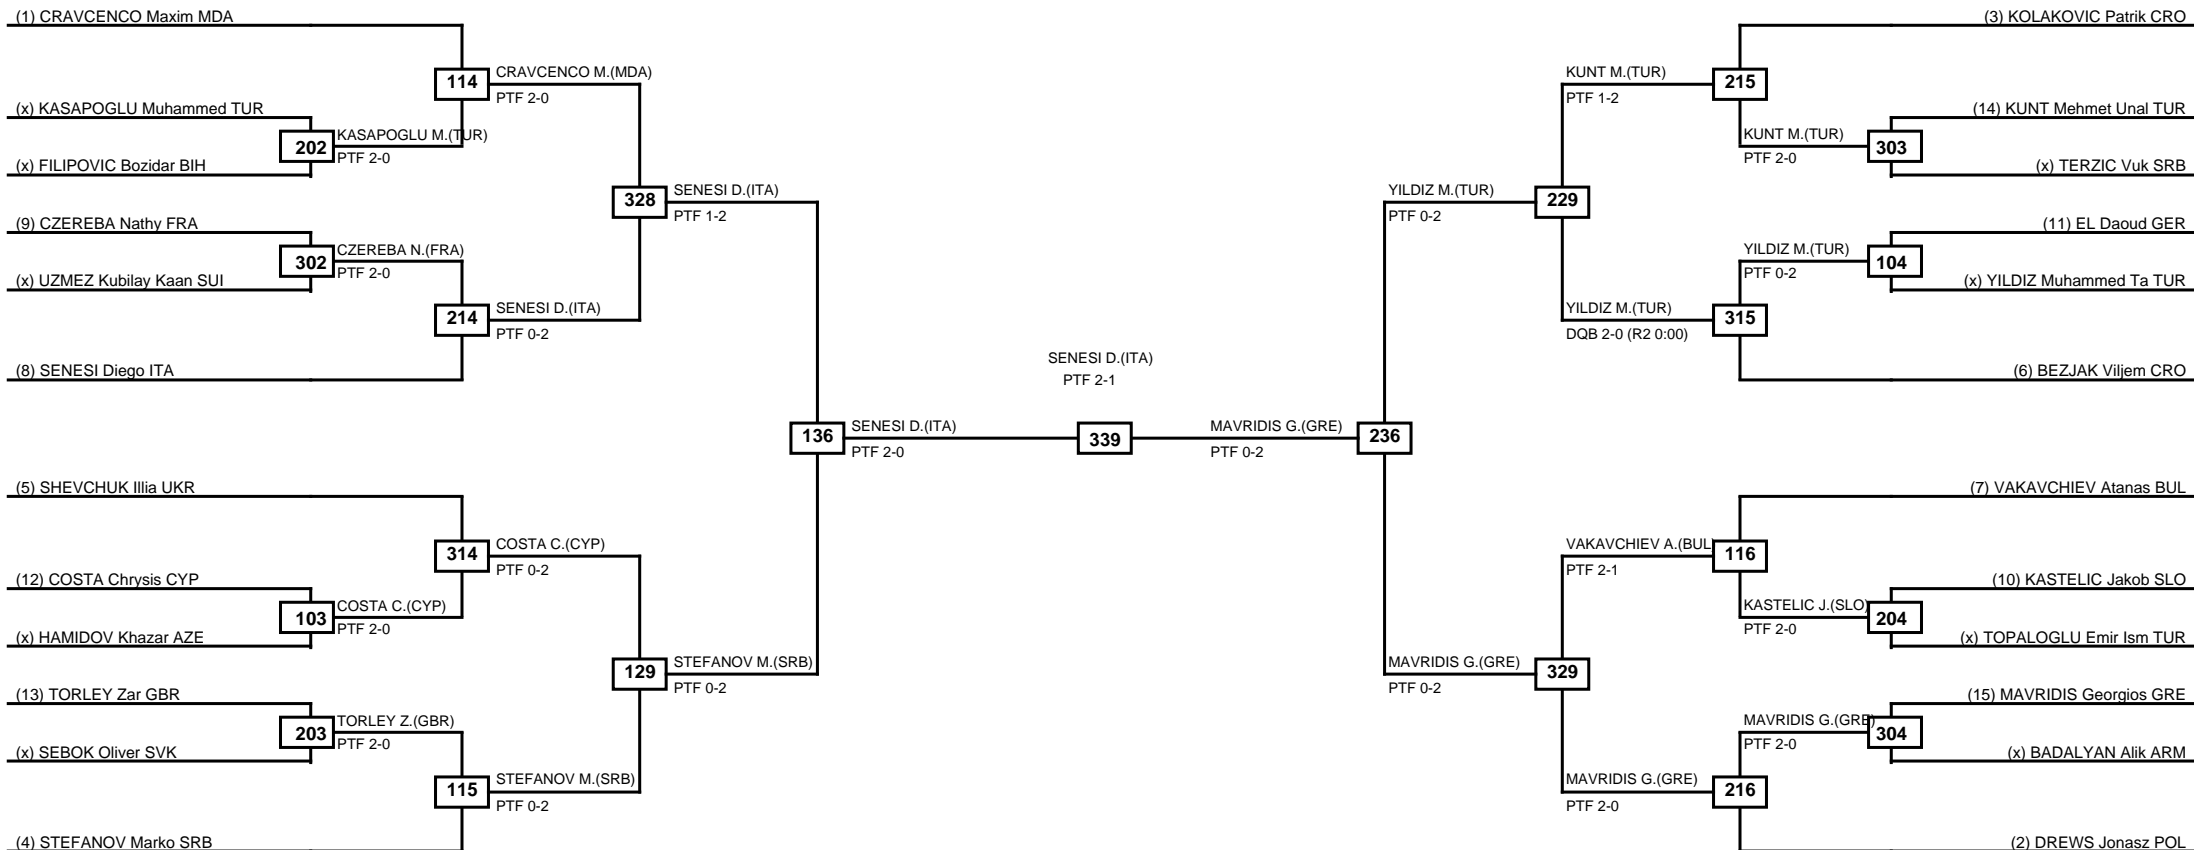 (1) CRAVCENCO Maxim MDA
(x) KASAPOGLU Muhammed TUR
(x) FILIPOVIC Bozidar BIH
(9) CZEREBA Nathy FRA
(x) UZMEZ Kubilay Kaan SUI
(8) SENESI Diego ITA
(5) SHEVCHUK Illia UKR
(12) COSTA Chrysis CYP
(x) HAMIDOV Khazar AZE
(13) TORLEY Zar GBR
(x) SEBOK Oliver SVK
(4) STEFANOV Marko SRB
202
KASAPOGLU M.(TUR)
PTF 2-0
302
CZEREBA N.(FRA)
PTF 2-0
103
COSTA C.(CYP)
PTF 2-0
203
TORLEY Z.(GBR)
PTF 2-0
114
CRAVCENCO M.(MDA)
PTF 2-0
214
SENESI D.(ITA)
PTF 0-2
314
COSTA C.(CYP)
PTF 0-2
115
STEFANOV M.(SRB)
PTF 0-2
328
SENESI D.(ITA)
PTF 1-2
129
STEFANOV M.(SRB)
PTF 0-2
136
SENESI D.(ITA)
PTF 2-0
SENESI D.(ITA)
PTF 2-1
339
MAVRIDIS G.(GRE)
PTF 0-2
236
YILDIZ M.(TUR)
PTF 0-2
229
MAVRIDIS G.(GRE)
PTF 0-2
329
KUNT M.(TUR)
PTF 1-2
215
YILDIZ M.(TUR)
DQB 2-0 (R2 0:00)
315
VAKAVCHIEV A.(BUL
PTF 2-1
116
MAVRIDIS G.(GRE)
PTF 2-0
216
KUNT M.(TUR)
PTF 2-0
303
YILDIZ M.(TUR)
PTF 0-2
104
KASTELIC J.(SLO)
PTF 2-0
204
MAVRIDIS G.(GRE)
PTF 2-0
304
(3) KOLAKOVIC Patrik CRO
(14) KUNT Mehmet Unal TUR
(x) TERZIC Vuk SRB
(11) EL Daoud GER
(x) YILDIZ Muhammed Ta TUR
(6) BEZJAK Viljem CRO
(7) VAKAVCHIEV Atanas BUL
(10) KASTELIC Jakob SLO
(x) TOPALOGLU Emir Ism TUR
(15) MAVRIDIS Georgios GRE
(x) BADALYAN Alik ARM
(2) DREWS Jonasz POL